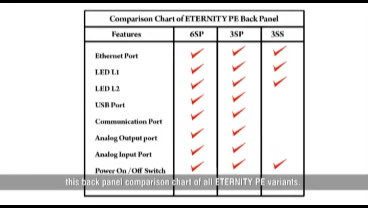 Comparison Chart of ETERNITY PE Back Panel
Features 6SP 3SP 3SS
Ethernet Port
LED L1
LED L2
USB Port
Communication Port
Analog Output port
Analog Input Port
Power On /Off Switch
this back panel comparison chart of all ETERNITY PE variants.